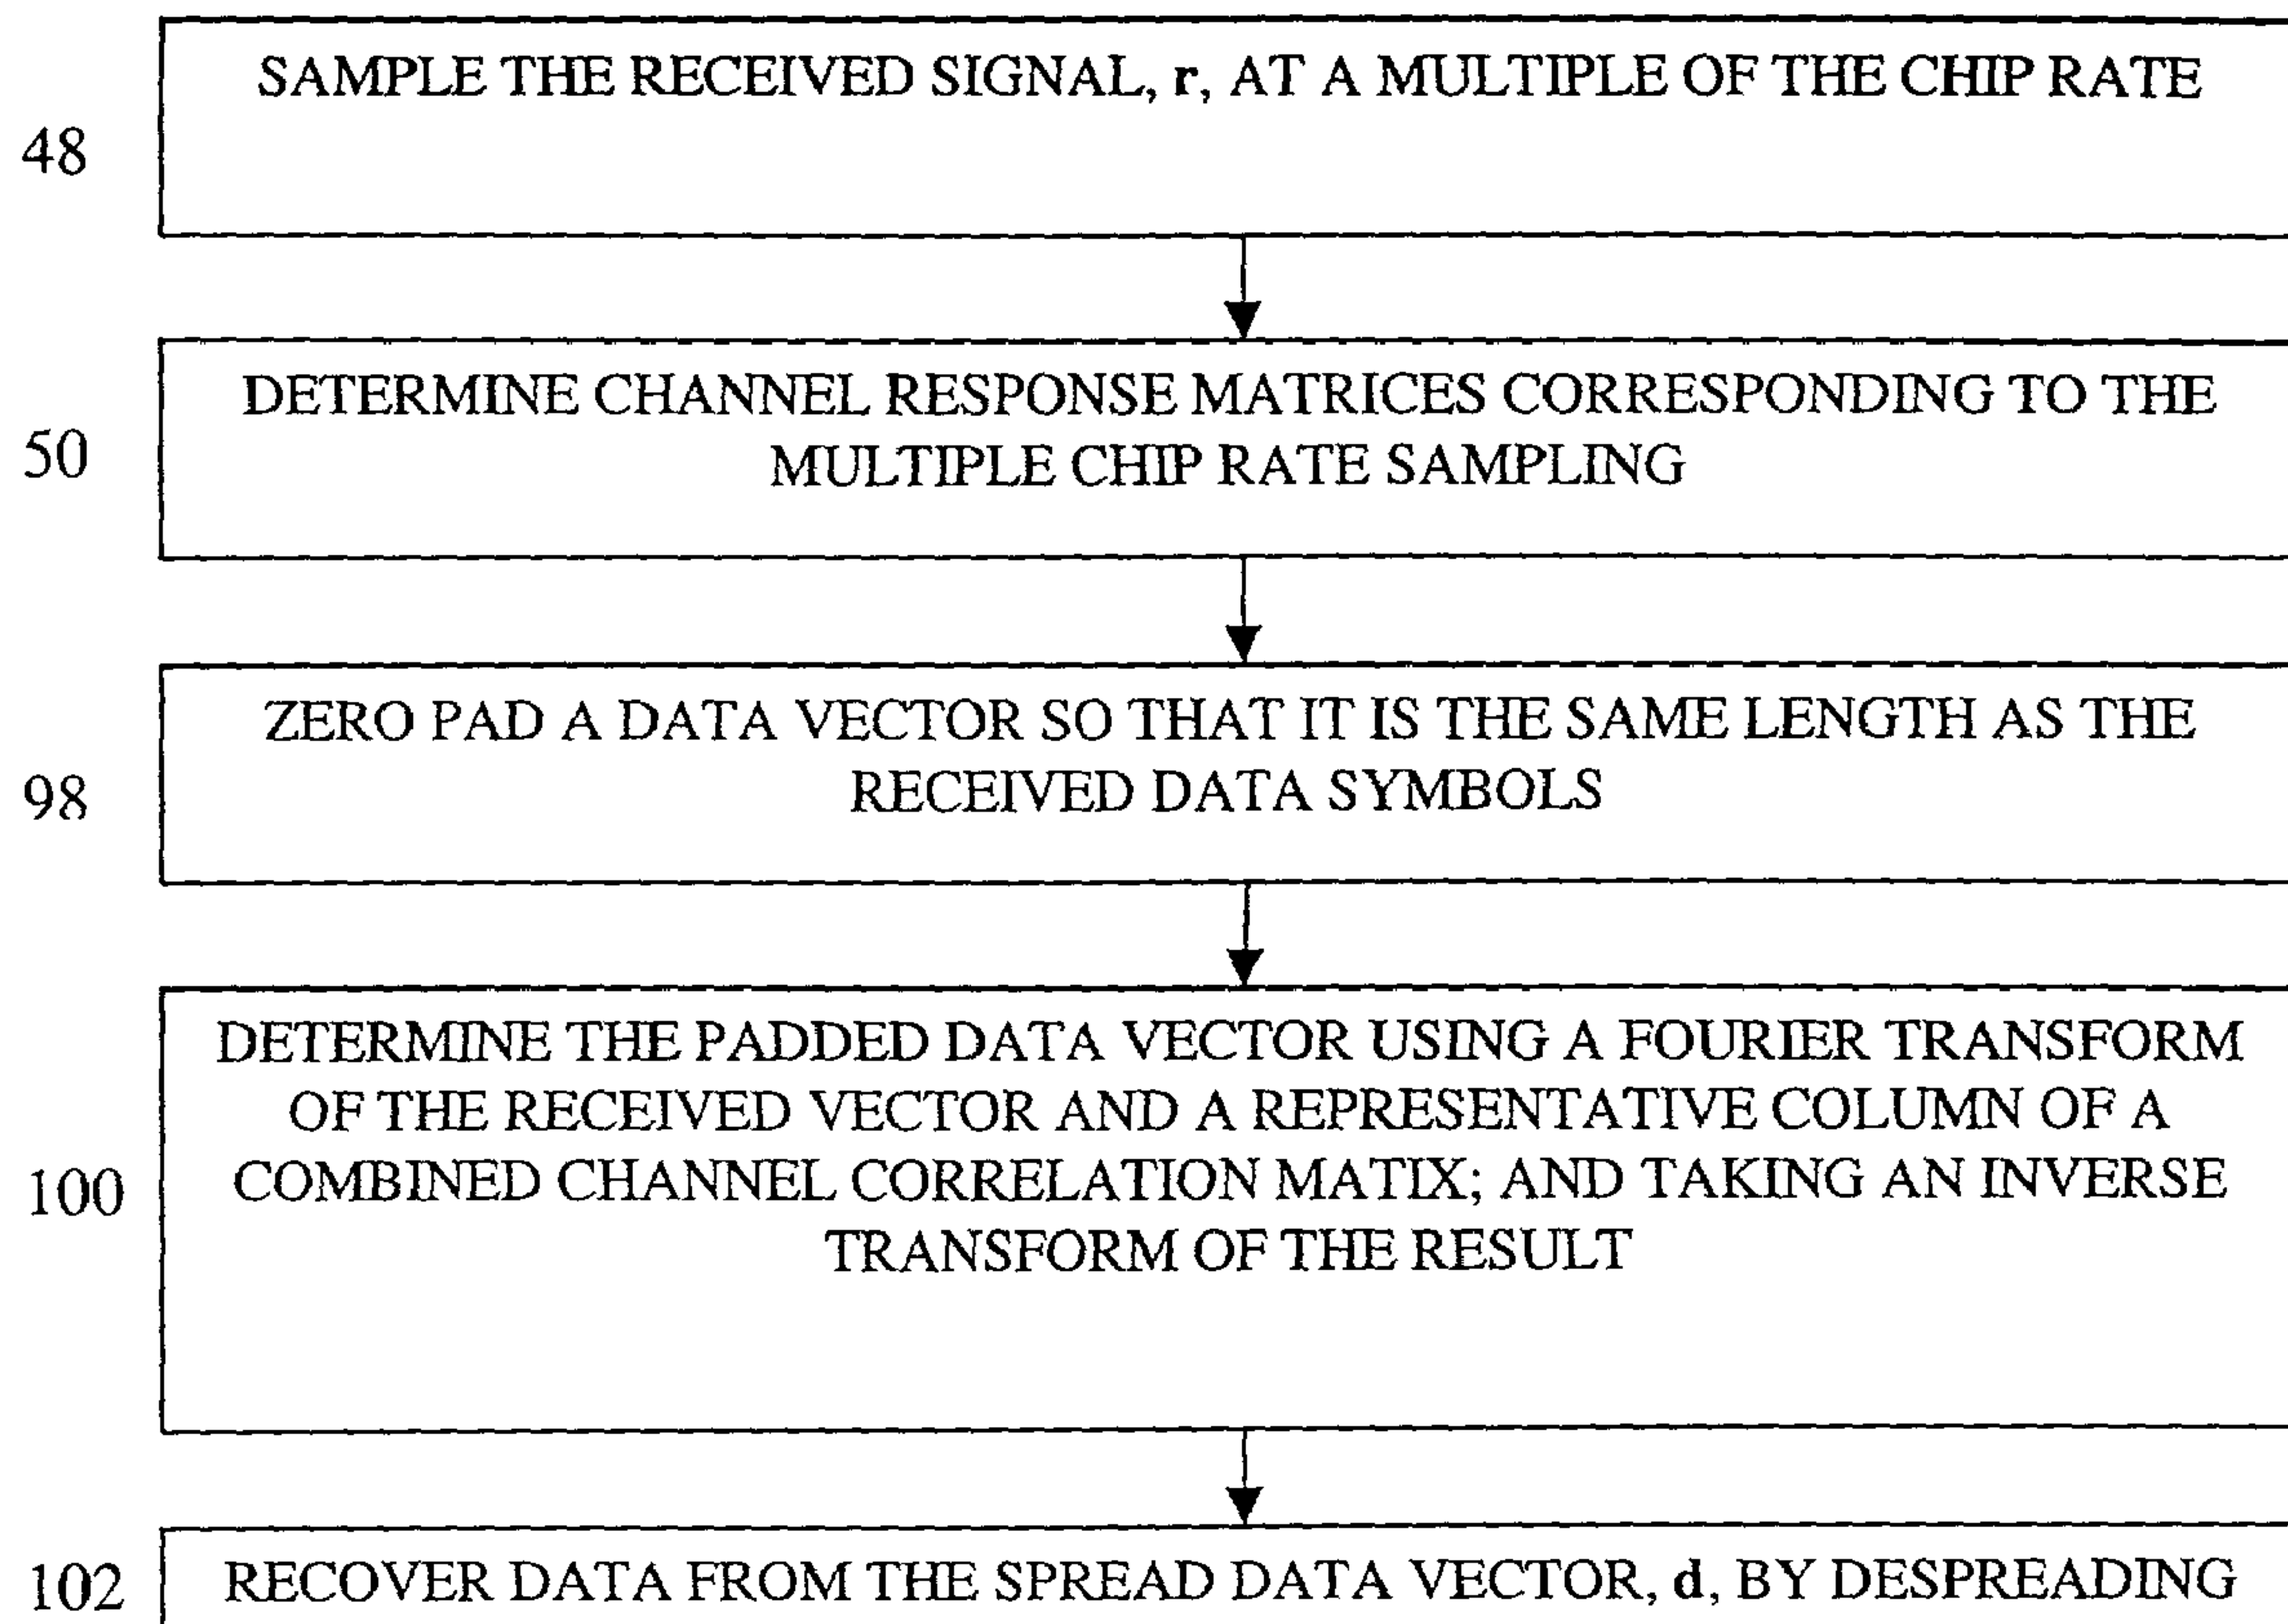 SAMPLE THE RECEIVED SIGNAL, r, AT A MULTIPLE OF THE CHIP RATE
48
DETERMINE CHANNEL RESPONSE MATRICES CORRESPONDING TO THE
50
MULTIPLE CHIP RATE SAMPLING
ZERO PAD A DATA VECTOR SO THAT IT IS THE SAME LENGTH AS THE
98
RECEIVED DATA SYMBOLS
DETERMINE THE PADDED DATA VECTOR USING A FOURIER TRANSFORM
OF THE RECEIVED VECTOR AND A REPRESENTATIVE COLUMN OF A
100
COMBINED CHANNEL CORRELATION MATIX; AND TAKING AN INVERSE
TRANSFORM OF THE RESULT
102
RECOVER DATA FROM THE SPREAD DATA VECTOR, d, BY DESPREADING